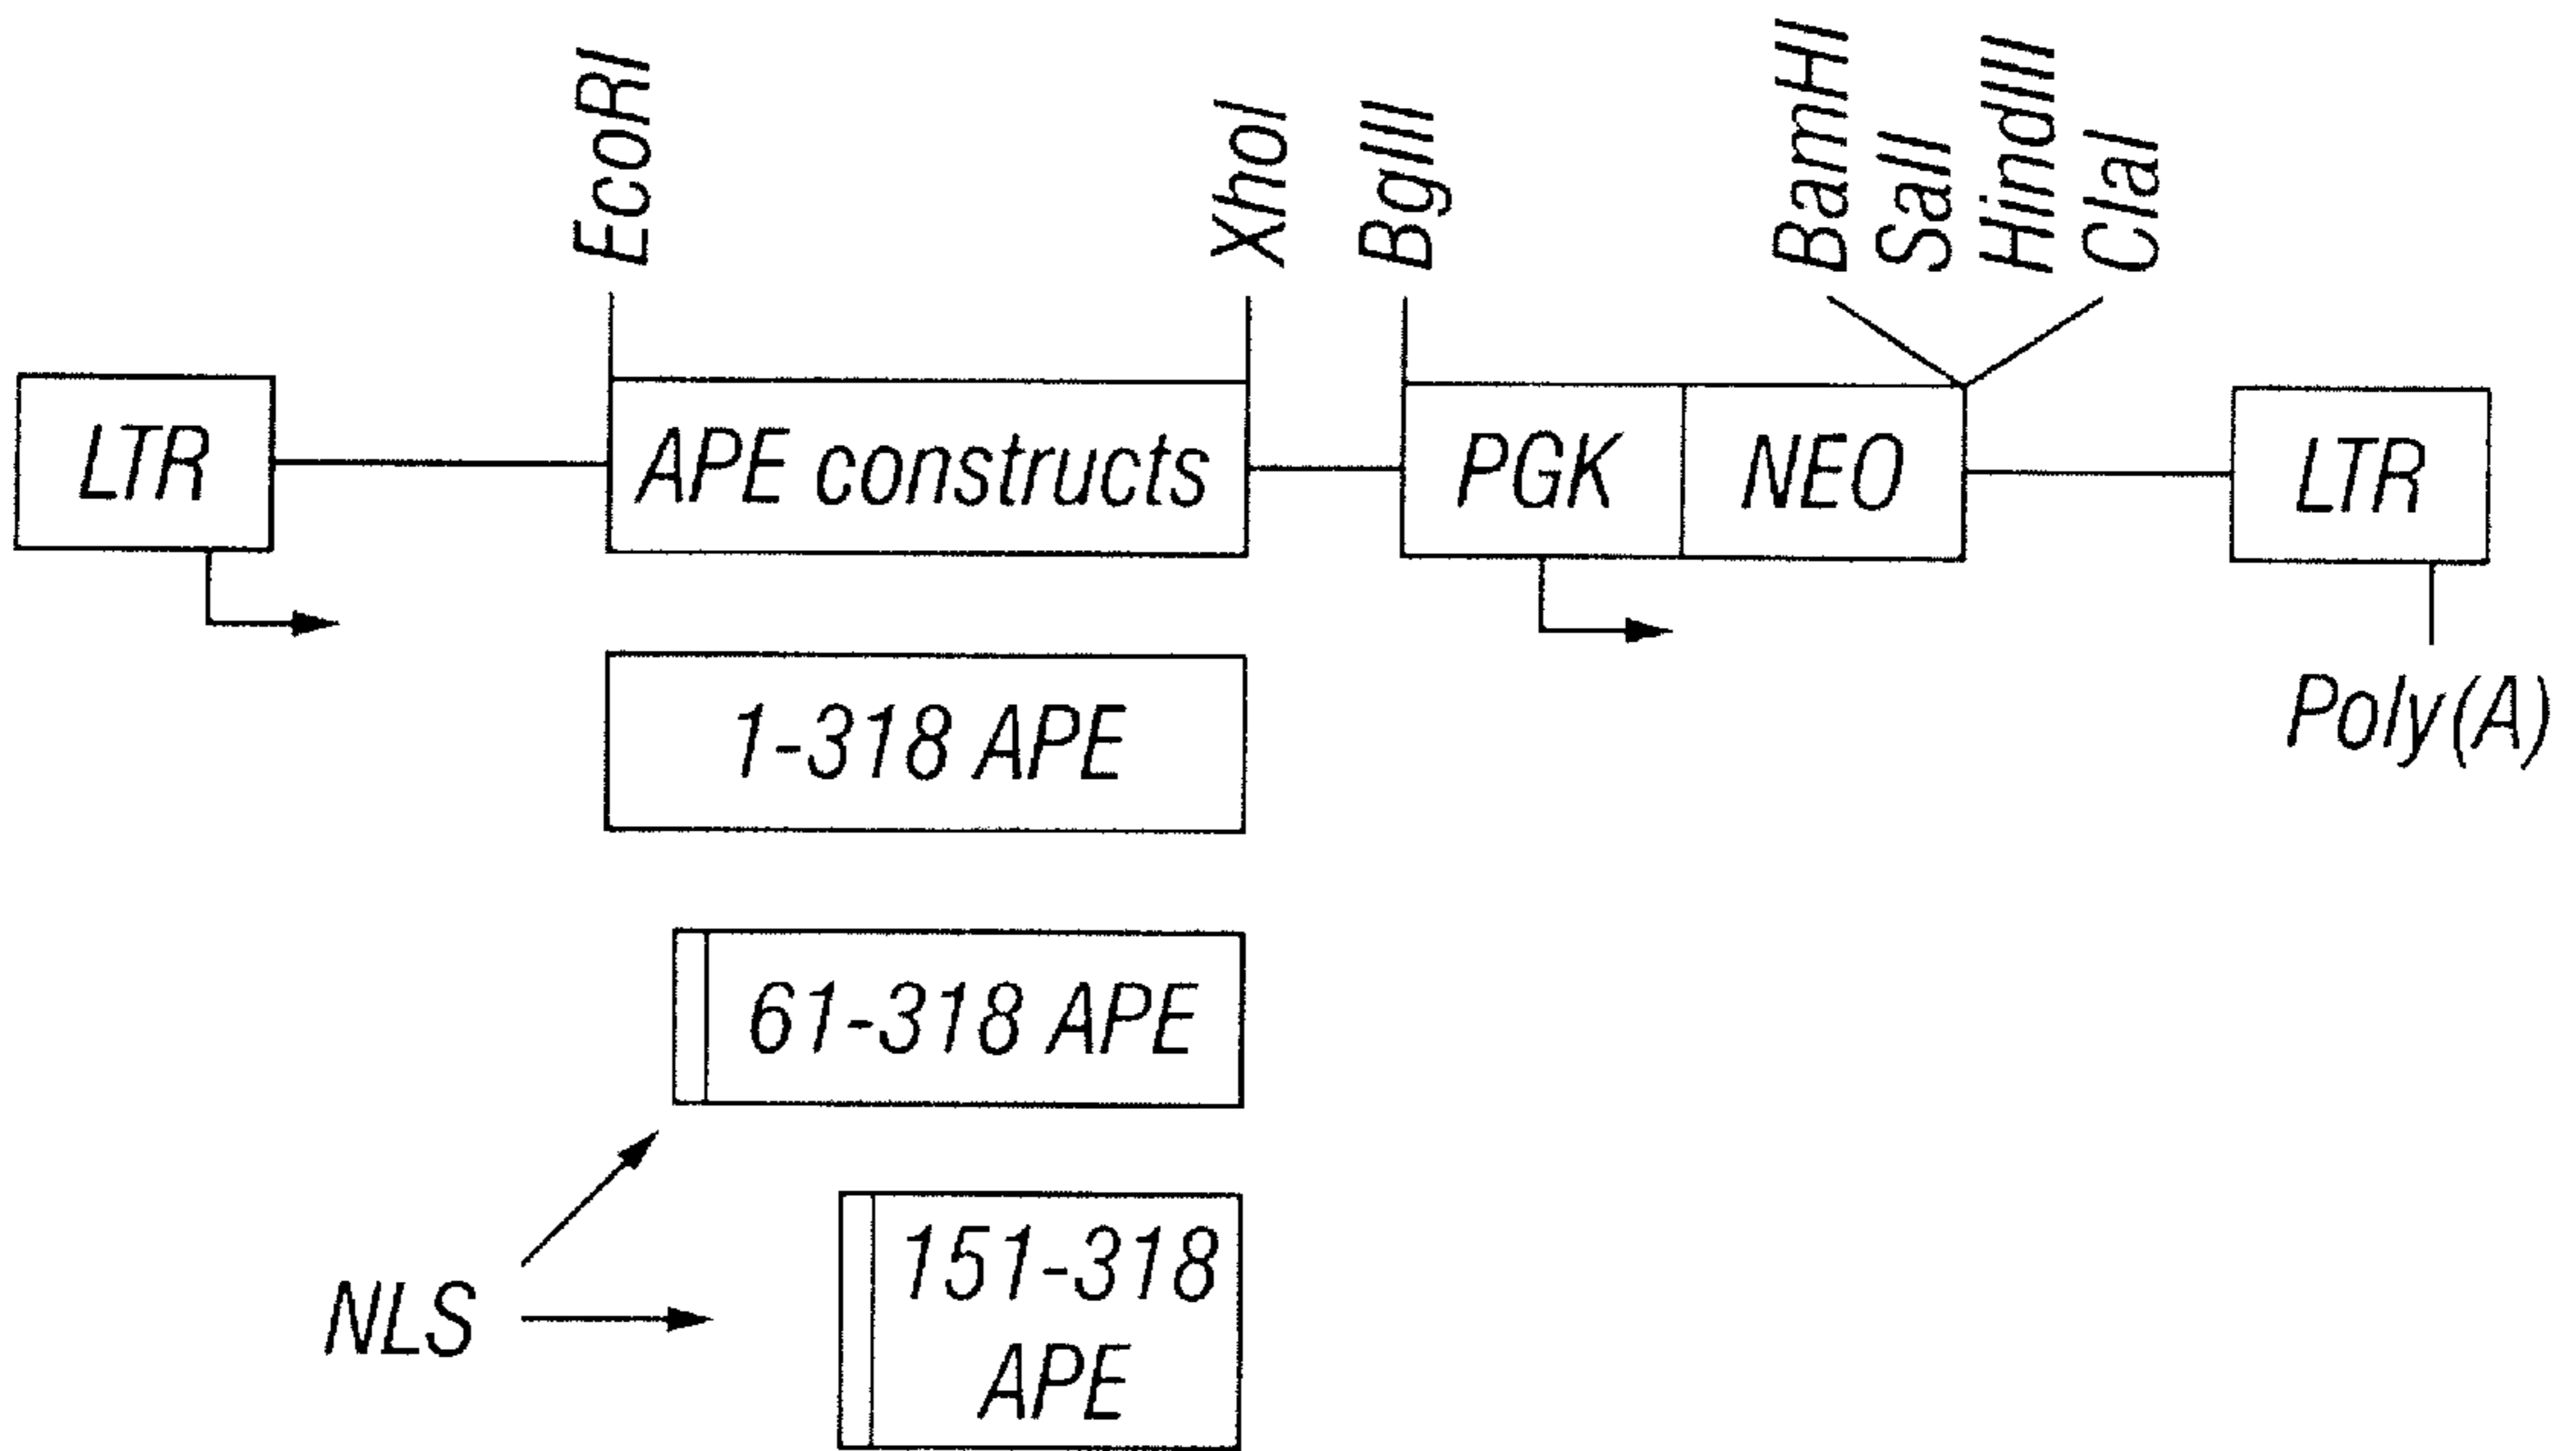 EcoRI
XhoI
BglII
BamHI
SalI
HindIII
ClaI
LTR
APE constructs
PGK
NEO
LTR
Poly(A)
1-318 APE
61-318 APE
NLS
151-318
APE